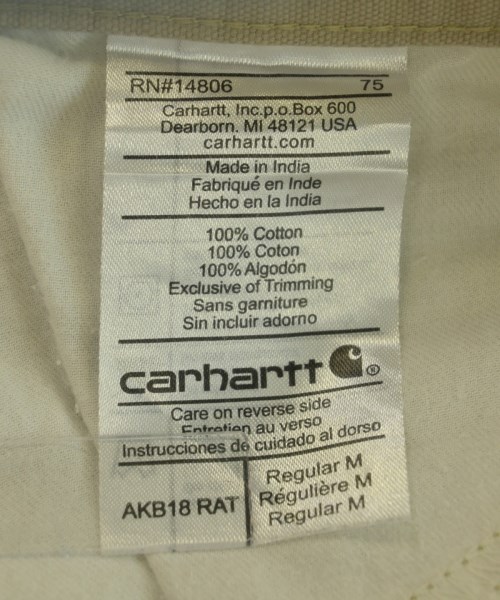 RN#14806 75
Carhartt, Inc.p.o.Box 600
Dearborn. MI 48121 USA
carhartt.com
Made in India
Fabriqué en Inde
Hecho en la India
100% Cotton
100% Coton
100% Algodón
Exclusive of Trimming
Sans garniture
Sin incluir adorno
carhartt ®
Care on reverse side
Entretien au verso
Instrucciones de cuidado al dorso
AKB18 RAT
Regular M
Régulière M
Regular M